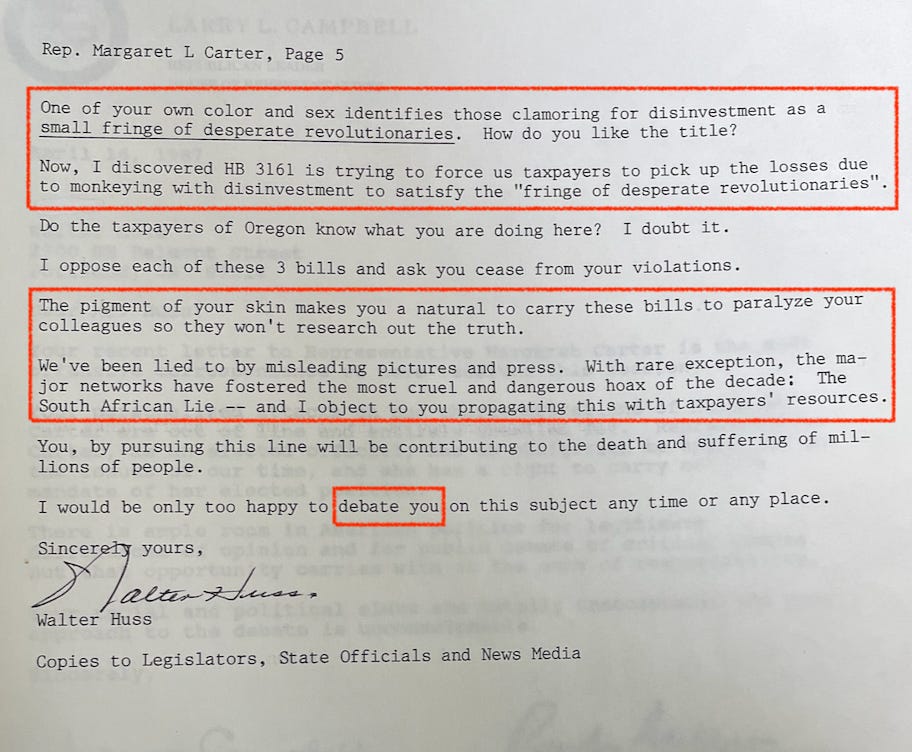 LARRY L. CAMPBELL
Rep. Margaret L Carter, Page 5
One of your own color and sex identifies those clamoring for disinvestment as a
small fringe of desperate revolutionaries. How do you like the title?
Now, I discovered HB 3161 is trying to force us taxpayers to pick up the losses due
to monkeying with disinvestment to satisfy the "fringe of desperate revolutionaries".
Do the taxpayers of Oregon know what you are doing here? I doubt it.
I oppose each of these 3 bills and ask you cease from your violations.
The pigment of your skin makes you a natural to carry these bills to paralyze your
colleagues so they won't research out the truth.
We've been lied to by misleading pictures and press. With rare exception, the ma-
jor networks have fostered the most cruel and dangerous hoax of the decade: The
South African Lie -- and I object to you propagating this with taxpayers' resources.
You, by pursuing this line will be contributing to the death and suffering of mil-
lions of people.
I would be only too happy to debate you on this subject any time or any place.
Sincerely yours,
Walter Huss.
Walter Huss
Copies to Legislators, State Officials and News Media